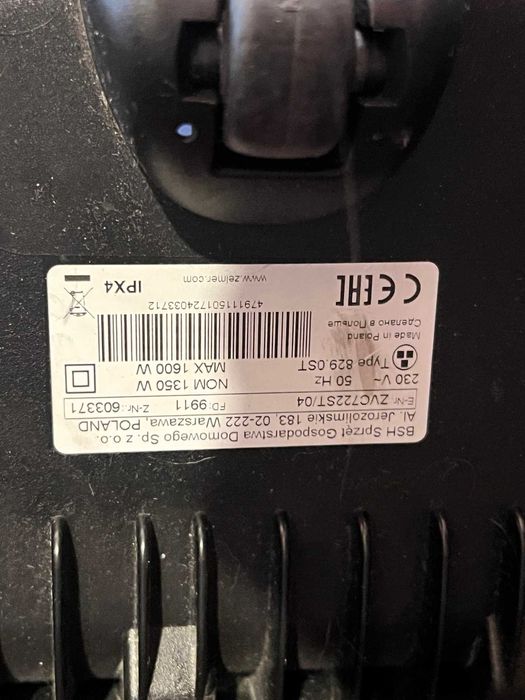 BSH Sprzęt Gospodarstwa Domowego Sp. z o.o.
Al. Jerozolimskie 183, 02-222 Warszawa, POLAND
E-Nr.: ZVC722ST/04 FD: 9911 Z-Nr.: 603371
230 V~ 50 Hz NOM 1350 W
Type 829.0ST MAX 1600 W
Made in Poland
Сделано в Польше
479111501724033712
CE EAC IPX4
www.zelmer.com